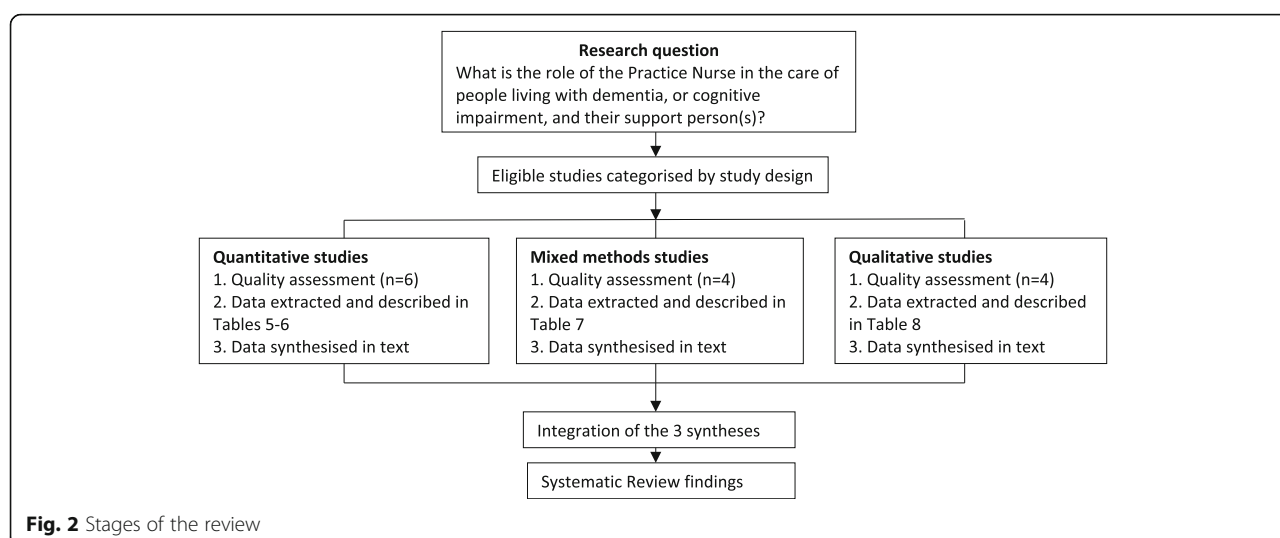 Research question
What is the role of the Practice Nurse in the care of
people living with dementia, or cognitive
impairment, and their support person(s)?
Eligible studies categorised by study design
Quantitative studies
1. Quality assessment (n=6)
2. Data extracted and described in
Tables 5-6
3. Data synthesised in text
Mixed methods studies
1. Quality assessment (n=4)
2. Data extracted and described in
Table 7
3. Data synthesised in text
Qualitative studies
1. Quality assessment (n=4)
2. Data extracted and described
in Table 8
3. Data synthesised in text
Integration of the 3 syntheses
Systematic Review findings
Fig. 2 Stages of the review